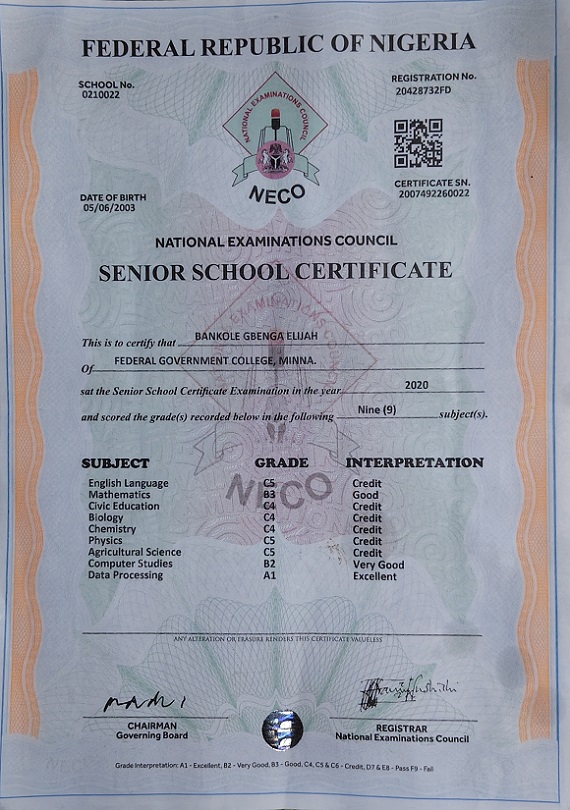 FEDERAL REPUBLIC OF NIGERIA
SCHOOL No.
0210022
REGISTRATION No.
20428732FD
NATIONAL EXAMINATIONS COUNCIL
NECO
DATE OF BIRTH
05/06/2003
CERTIFICATE SN.
2007492260022
NATIONAL EXAMINATIONS COUNCIL
SENIOR SCHOOL CERTIFICATE
This is to certify that BANKOLE GBENGA ELIJAH
Of FEDERAL GOVERNMENT COLLEGE, MINNA.
sat the Senior School Certificate Examination in the year 2020
and scored the grade(s) recorded below in the following Nine (9) subject(s).
SUBJECT GRADE INTERPRETATION
English Language C5 Credit
Mathematics B3 Good
Civic Education C4 Credit
Biology C4 Credit
Chemistry C4 Credit
Physics C5 Credit
Agricultural Science C5 Credit
Computer Studies B2 Very Good
Data Processing A1 Excellent
NECO
ANY ALTERATION OR ERASURE RENDERS THIS CERTIFICATE VALUELESS
CHAIRMAN
Governing Board
REGISTRAR
National Examinations Council
Grade Interpretation: A1 - Excellent, B2 - Very Good, B3 - Good, C4, C5 & C6 - Credit, D7 & E8 - Pass F9 - Fail